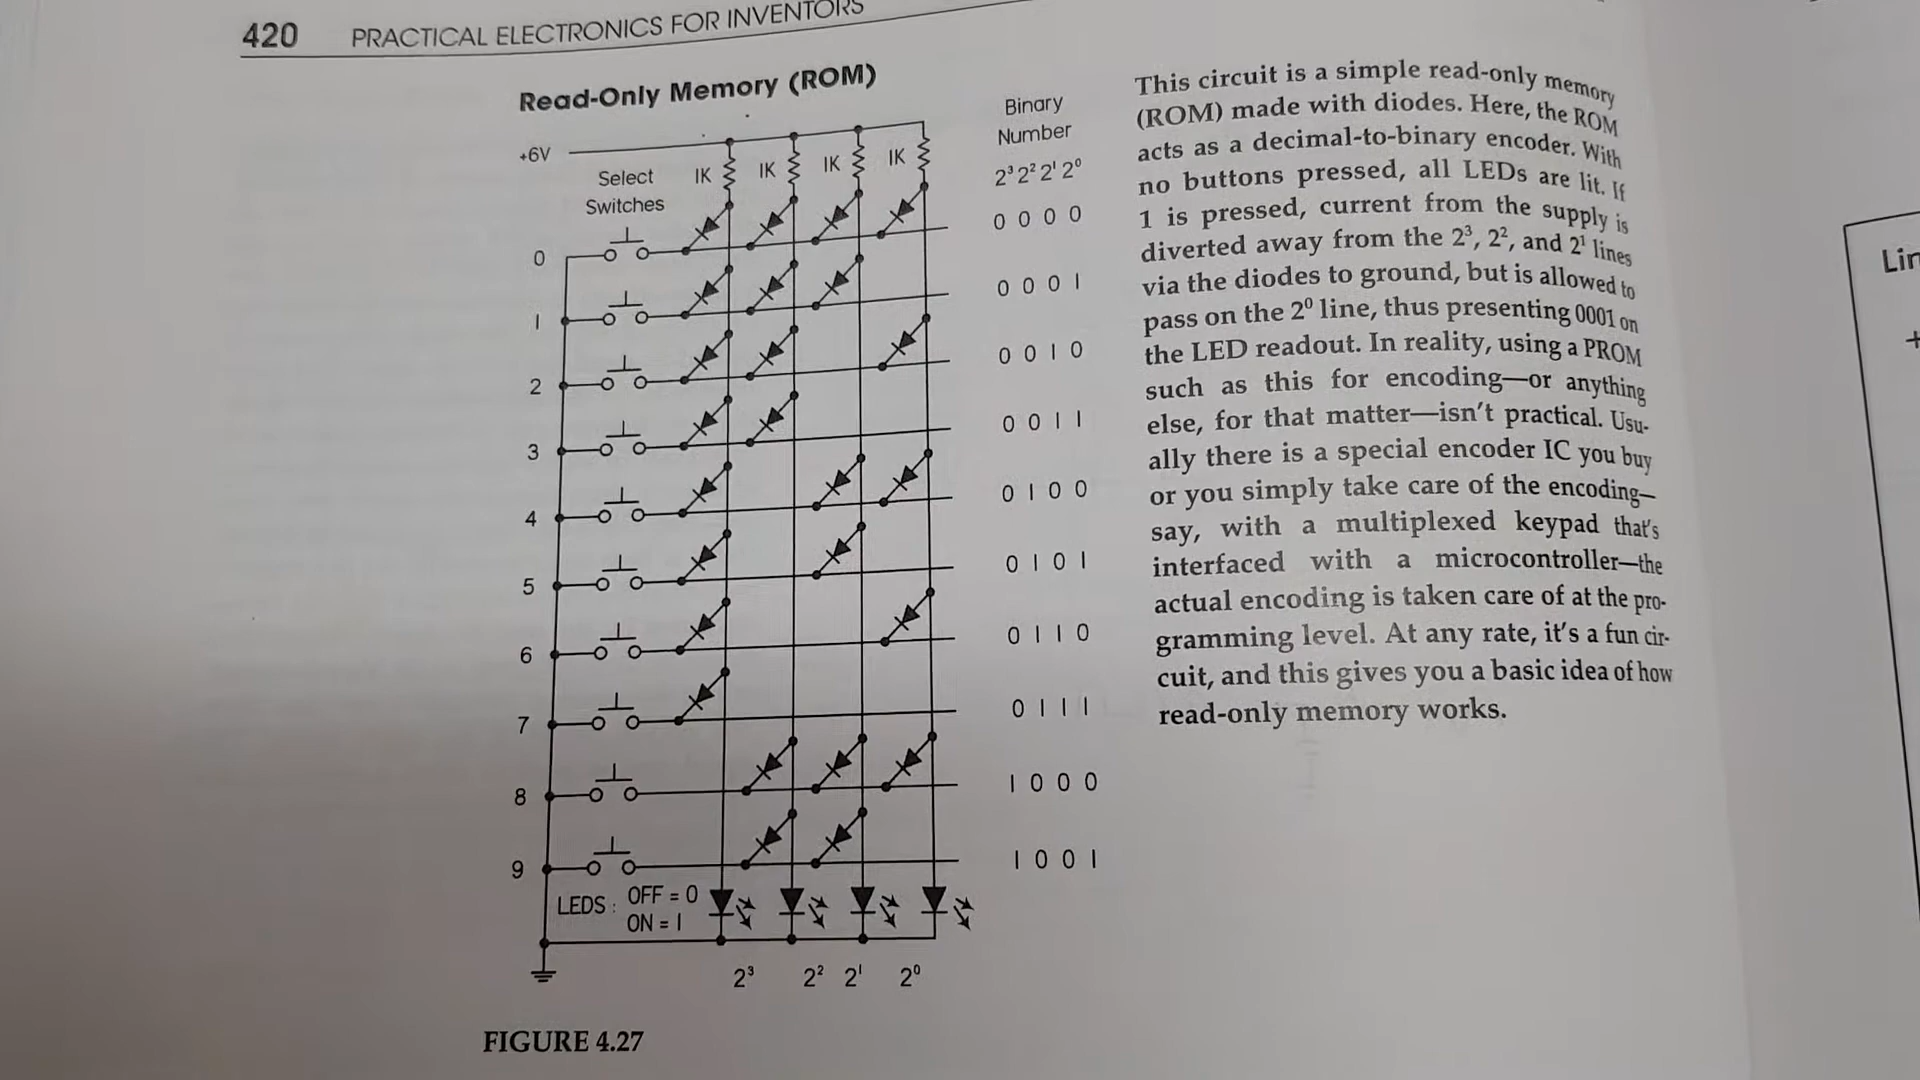 420 PRACTICAL ELECTRONICS FOR INVENTORS
Read-Only Memory (ROM)
+6V
Select
Switches
1K 1K 1K 1K
Binary
Number
2³ 2² 2¹ 2⁰
0 0 0 0 0
1 0 0 0 1
2 0 0 1 0
3 0 0 1 1
4 0 1 0 0
5 0 1 0 1
6 0 1 1 0
7 0 1 1 1
8 1 0 0 0
9 1 0 0 1
LEDS : OFF = 0
ON = 1
2³ 2² 2¹ 2⁰
FIGURE 4.27
This circuit is a simple read-only memory
(ROM) made with diodes. Here, the ROM
acts as a decimal-to-binary encoder. With
no buttons pressed, all LEDs are lit. If
1 is pressed, current from the supply is
diverted away from the 2³, 2², and 2¹ lines
via the diodes to ground, but is allowed to
pass on the 2⁰ line, thus presenting 0001 on
the LED readout. In reality, using a PROM
such as this for encoding—or anything
else, for that matter—isn't practical. Usu-
ally there is a special encoder IC you buy
or you simply take care of the encoding—
say, with a multiplexed keypad that's
interfaced with a microcontroller—the
actual encoding is taken care of at the pro-
gramming level. At any rate, it's a fun cir-
cuit, and this gives you a basic idea of how
read-only memory works.